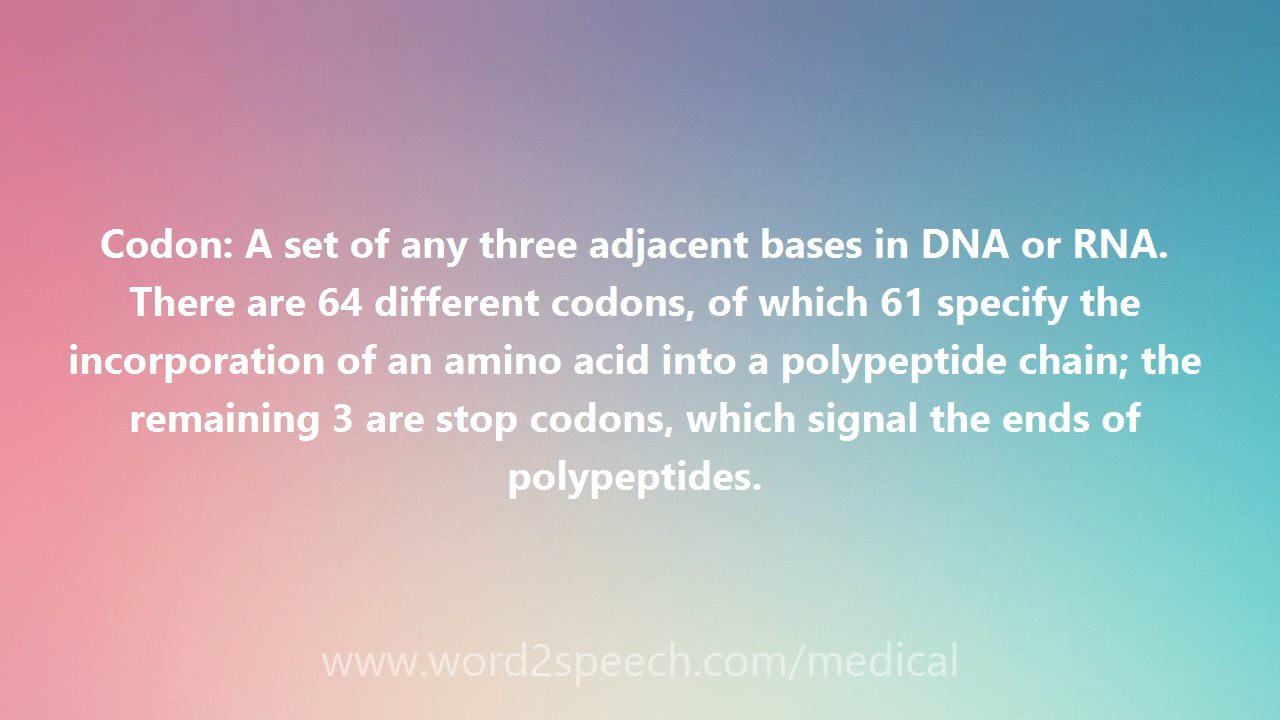 Codon: A set of any three adjacent bases in DNA or RNA.
There are 64 different codons, of which 61 specify the
incorporation of an amino acid into a polypeptide chain; the
remaining 3 are stop codons, which signal the ends of
polypeptides.
www.word2speech.com/medical